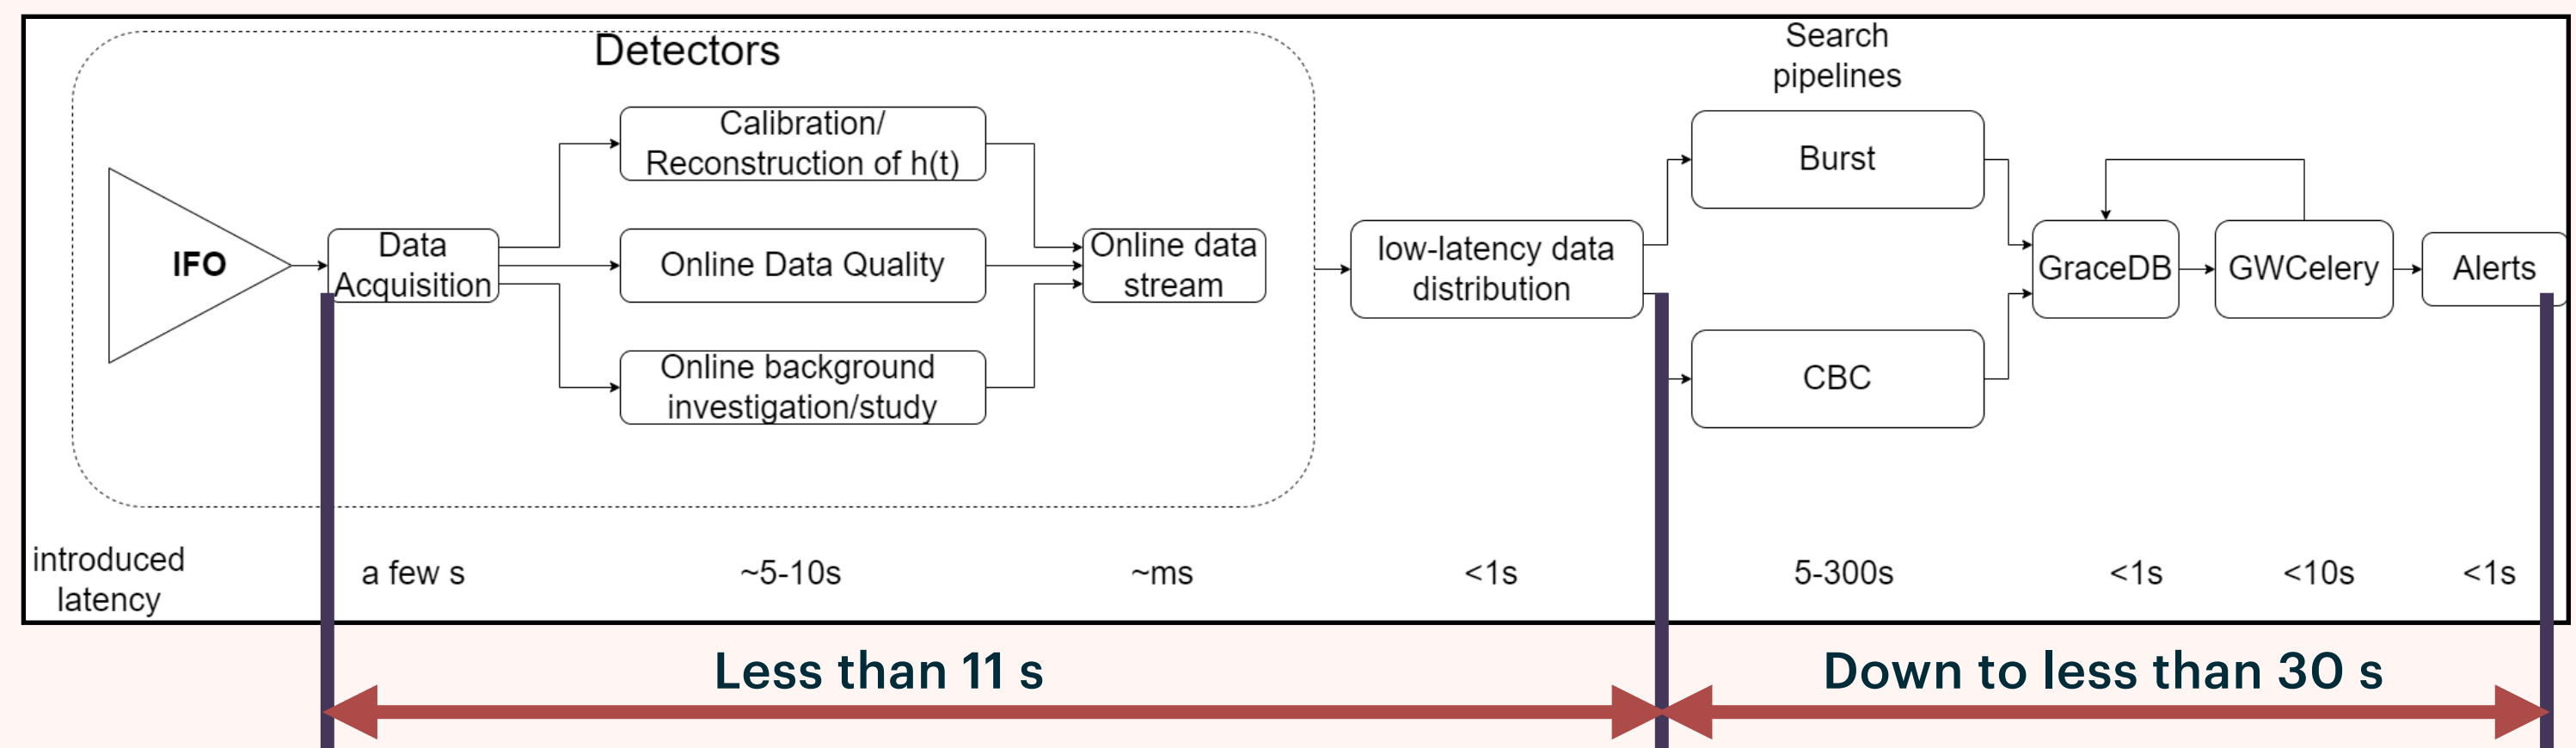 Detectors
Search
pipelines
Calibration/
Reconstruction of h(t)
Burst
IFO
Data
Acquisition
Online Data Quality
Online data
stream
low-latency data
distribution
GraceDB
GWCelery
Alerts
Online background
investigation/study
CBC
introduced
latency
a few s
~5-10s
~ms
<1s
5-300s
<1s
<10s
<1s
Less than 11 s
Down to less than 30 s